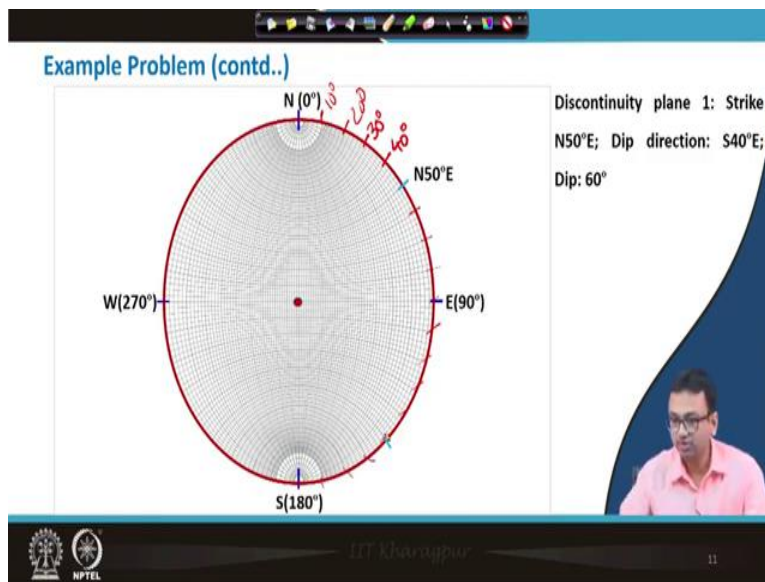 Example Problem (contd..)
N (0°)
10°
200
30°
40°
N50°E
W(270°)
E(90°)
S(180°)
Discontinuity plane 1: Strike
N50°E; Dip direction: S40°E;
Dip: 60°
NPTEL
IIT Kharagpur
11